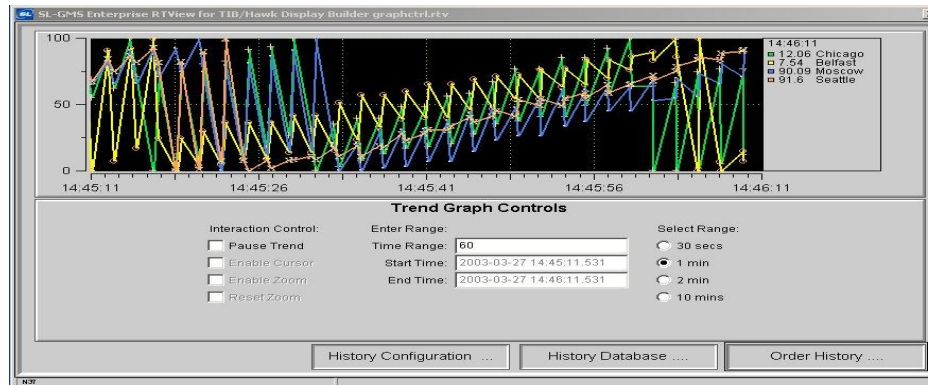 SL-GMS Enterprise RTView for TIB/Hawk Display Builder graphctrl.rtv
100
50
0
14:45:11 14:45:26 14:45:41 14:45:56 14:46:11
14:46:11
12.06 Chicago
7.54 Belfast
90.09 Moscow
91.6 Seattle
Trend Graph Controls
Interaction Control: Enter Range: Select Range:
Pause Trend Time Range: 60 30 secs
Enable Cursor Start Time: 2003-03-27 14:45:11.531 1 min
Enable Zoom End Time: 2003-03-27 14:46:11.531 2 min
Reset Zoom 10 mins
History Configuration ... History Database .... Order History ....